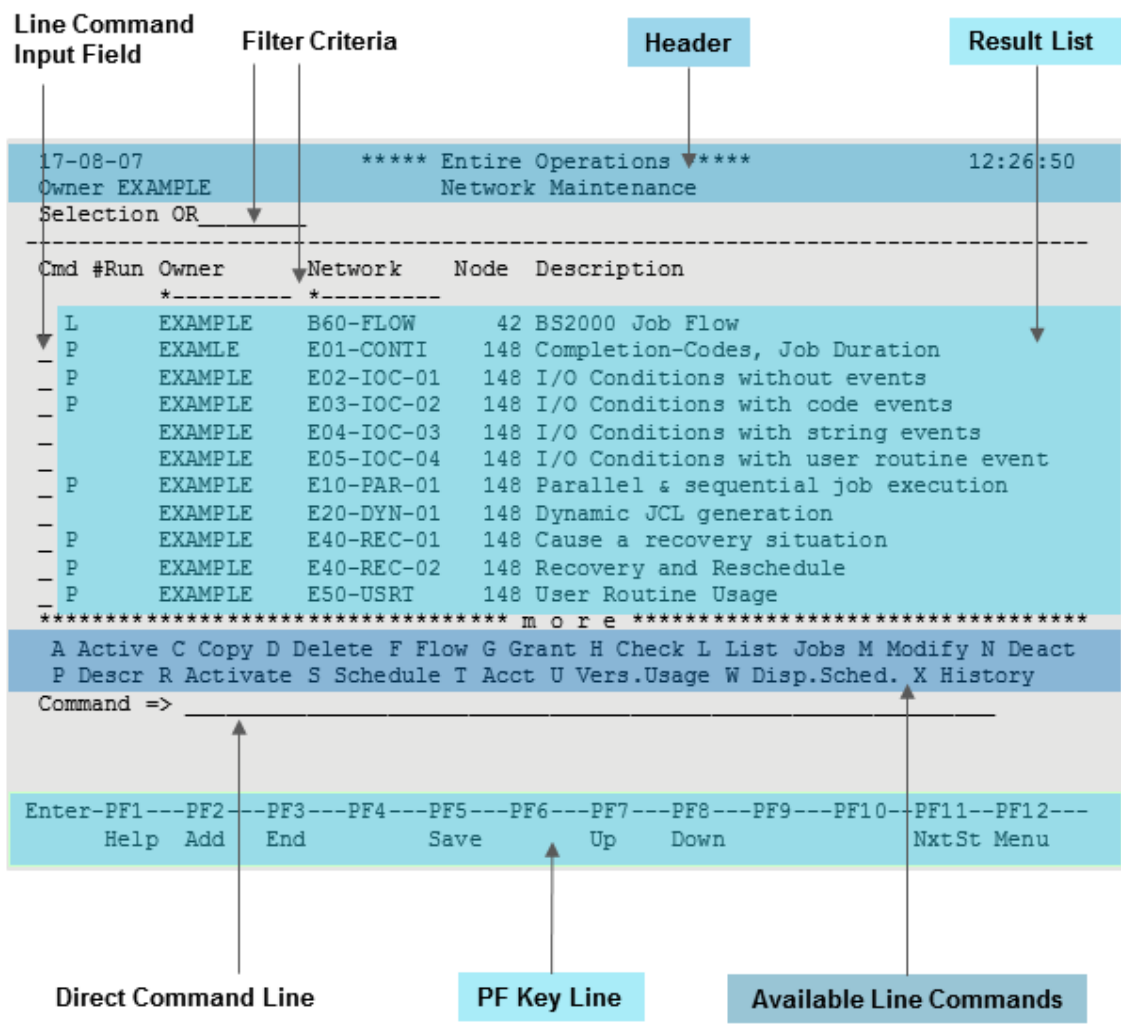 Line Command
Input Field
Filter Criteria
Header
Result List
17-08-07 ***** Entire Operations ***** 12:26:50
Owner EXAMPLE Network Maintenance
Selection OR________
------------------------------------------------------------------------------
Cmd #Run Owner Network Node Description
*--------- *---------
L EXAMPLE B60-FLOW 42 BS2000 Job Flow
_ P EXAMLE E01-CONTI 148 Completion-Codes, Job Duration
_ P EXAMPLE E02-IOC-01 148 I/O Conditions without events
_ P EXAMPLE E03-IOC-02 148 I/O Conditions with code events
_ EXAMPLE E04-IOC-03 148 I/O Conditions with string events
_ EXAMPLE E05-IOC-04 148 I/O Conditions with user routine event
_ P EXAMPLE E10-PAR-01 148 Parallel & sequential job execution
_ EXAMPLE E20-DYN-01 148 Dynamic JCL generation
_ P EXAMPLE E40-REC-01 148 Cause a recovery situation
_ P EXAMPLE E40-REC-02 148 Recovery and Reschedule
_ P EXAMPLE E50-USRT 148 User Routine Usage
*********************************** m o r e **********************************
A Active C Copy D Delete F Flow G Grant H Check L List Jobs M Modify N Deact
P Descr R Activate S Schedule T Acct U Vers.Usage W Disp.Sched. X History
Command => ____________________________________________________________
Enter-PF1---PF2---PF3---PF4---PF5---PF6---PF7---PF8---PF9---PF10--PF11--PF12---
Help Add End Save Up Down NxtSt Menu
Direct Command Line
PF Key Line
Available Line Commands